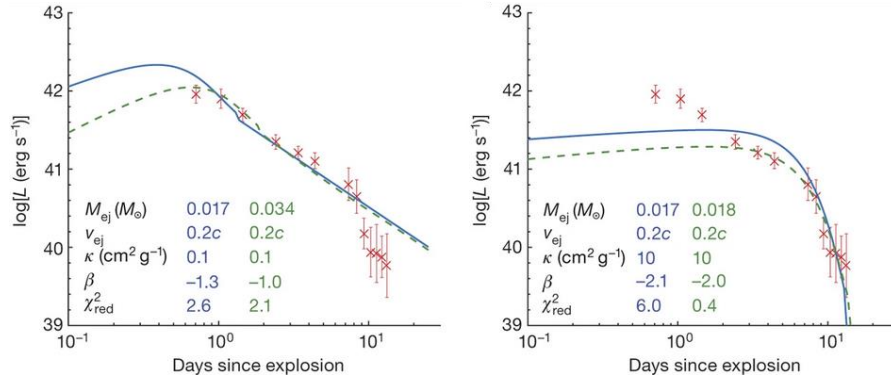 43
42
41
40
39
log[L (erg s⁻¹)]
M_ej (M_⊙) 0.017 0.034
v_ej 0.2c 0.2c
κ (cm² g⁻¹) 0.1 0.1
β –1.3 –1.0
χ²_red 2.6 2.1
10⁻¹ 10⁰ 10¹
Days since explosion
43
42
41
40
39
log[L (erg s⁻¹)]
M_ej (M_⊙) 0.017 0.018
v_ej 0.2c 0.2c
κ (cm² g⁻¹) 10 10
β –2.1 –2.0
χ²_red 6.0 0.4
10⁻¹ 10⁰ 10¹
Days since explosion